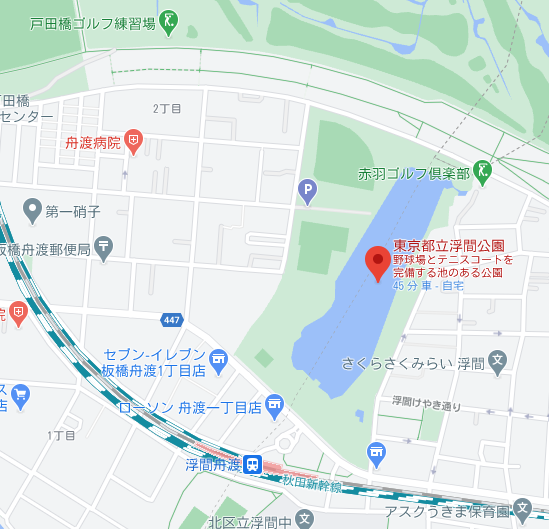 戸田橋ゴルフ練習場
2丁目
田橋
センター
舟渡病院
赤羽ゴルフ倶楽部
P
第一硝子
板橋舟渡郵便局
東京都立浮間公園
野球場とテニスコートを
完備する池のある公園
45 分 車 - 自宅
院
447
セブン-イレブン
板橋舟渡1丁目店
さくらさくみらい 浮間
ス
店
ローソン 舟渡一丁目店
浮間けやき通り
1丁目
浮間舟渡
秋田新幹線
アスクうきま保育園
北区立浮間中